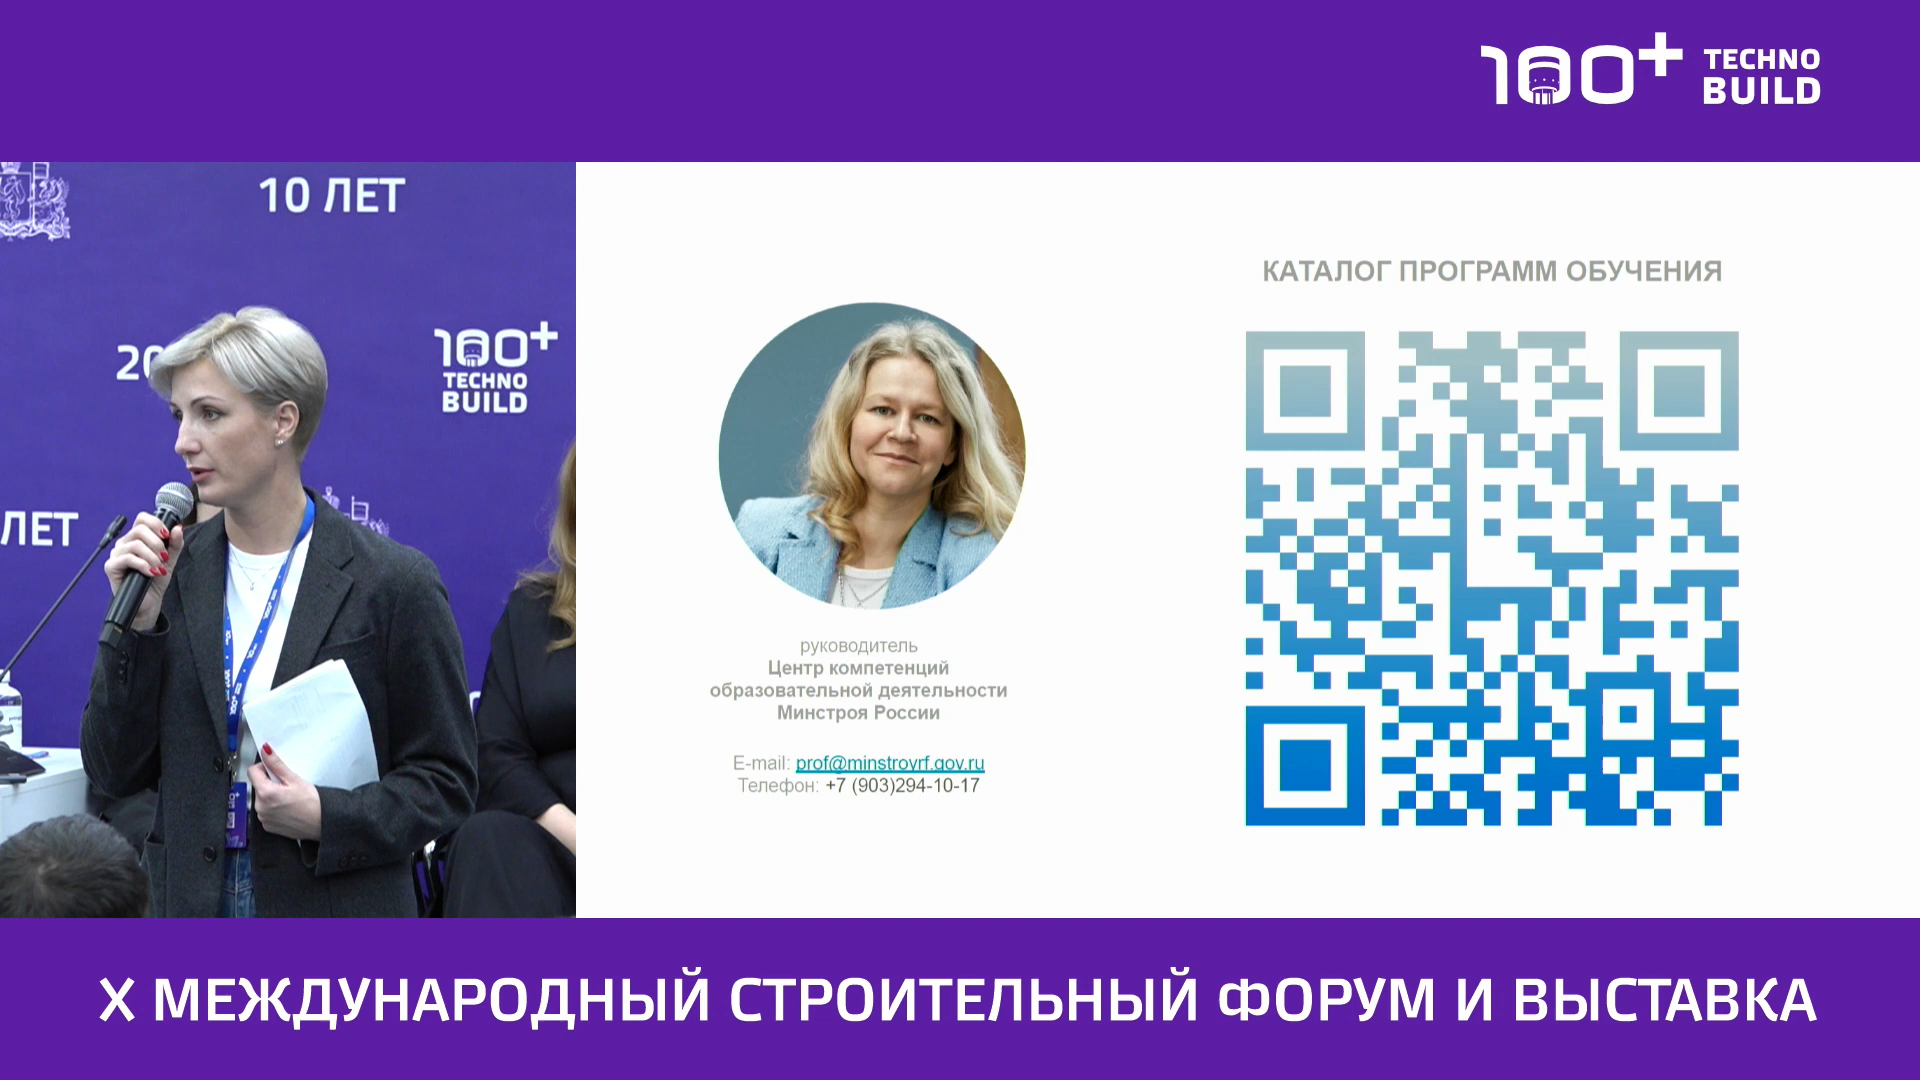 100+ TECHNO
BUILD
10 ЛЕТ
100+
TECHNO
BUILD
ЛЕТ
КАТАЛОГ ПРОГРАММ ОБУЧЕНИЯ
руководитель
Центр компетенций
образовательной деятельности
Минстроя России
E-mail: prof@minstroyrf.gov.ru
Телефон: +7 (903)294-10-17
X МЕЖДУНАРОДНЫЙ СТРОИТЕЛЬНЫЙ ФОРУМ И ВЫСТАВКА